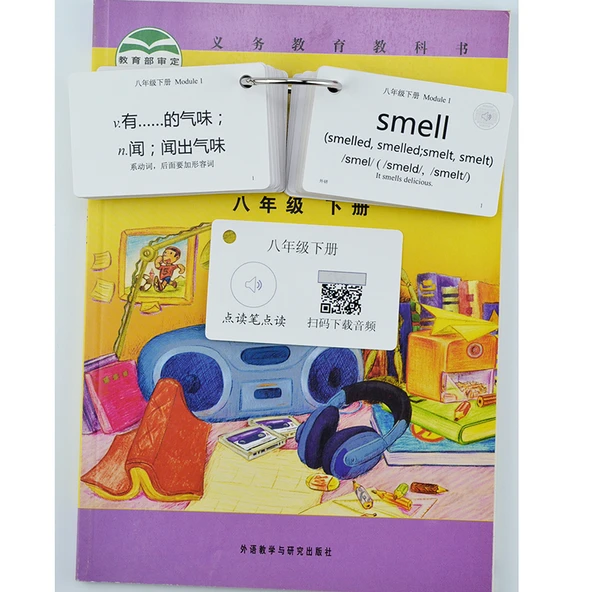 义务教育教科书
教育部审定
八年级下册 Module 1
v.有......的气味；
n.闻；闻出气味
系动词，后面要加形容词
1
八年级下册 Module 1
smell
(smelled, smelled;smelt, smelt)
/smel/ ( /smeld/, /smelt/)
It smells delicious.
外研
1
八年级 下册
八年级下册
点读笔点读
扫码下载音频
外语教学与研究出版社